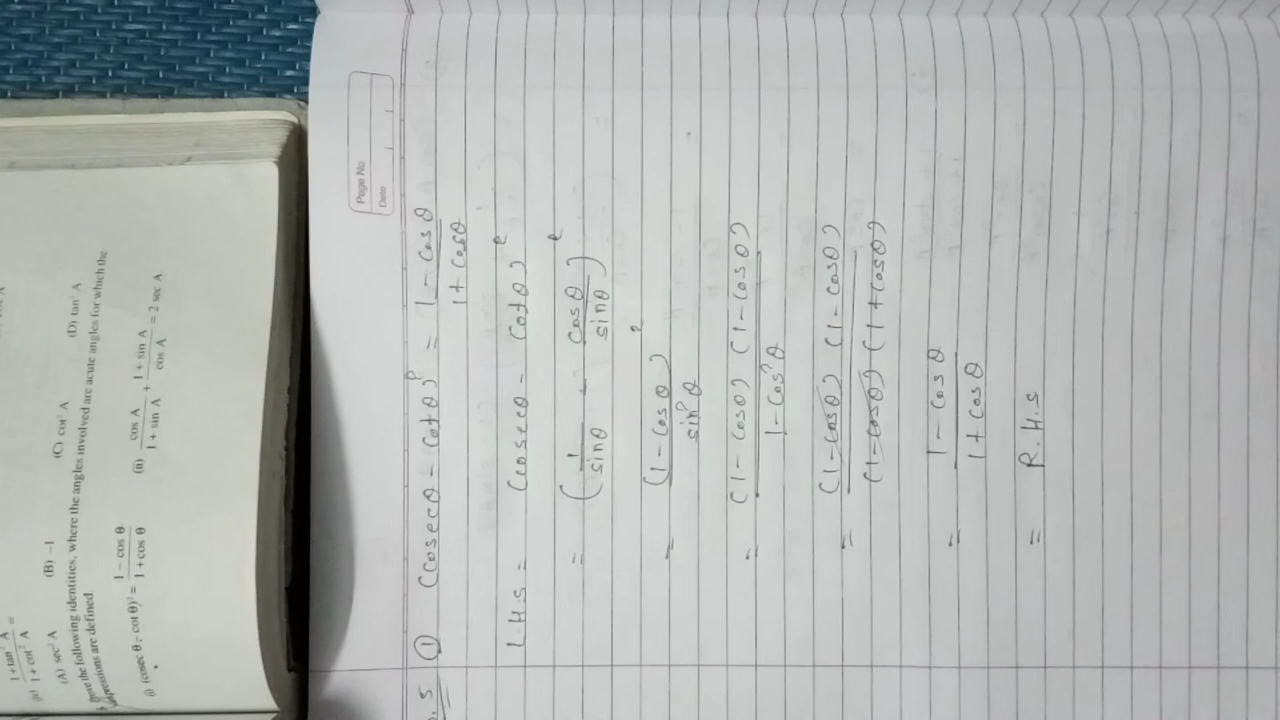 1 + tan² A
(iv) ――― =
1 + cot² A
(A) sec² A (B) –1 (C) cot² A (D) tan² A
the following identities, where the angles involved are acute angles for which the
expressions are defined.
(i) (cosec θ – cot θ)² = (1 – cos θ)/(1 + cos θ) (ii) cos A/(1 + sin A) + (1 + sin A)/cos A = 2 sec A
Page No
Date
5 ① (cosecθ - cotθ)² = (1 - cosθ)/(1 + cosθ)
L.H.S = (cosecθ - cotθ)²
= (1/sinθ - cosθ/sinθ)²
= (1 - cosθ)²/sin²θ
= (1 - cosθ) (1 - cosθ)/1 - cos²θ
= (1 - cosθ) (1 - cosθ)/(1 - cosθ) (1 + cosθ)
= 1 - cosθ/1 + cosθ
= R.H.S